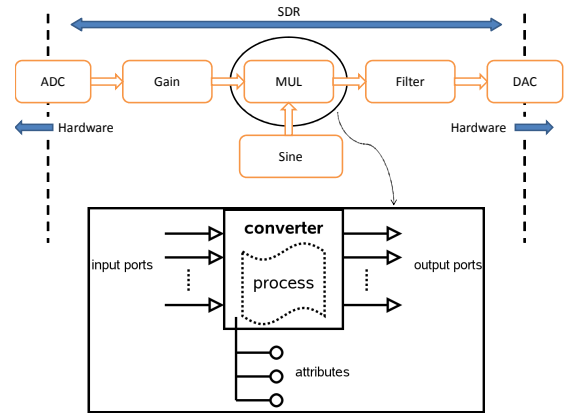 SDR
ADC
Gain
MUL
Filter
DAC
Hardware
Hardware
Sine
converter
input ports
process
output ports
attributes